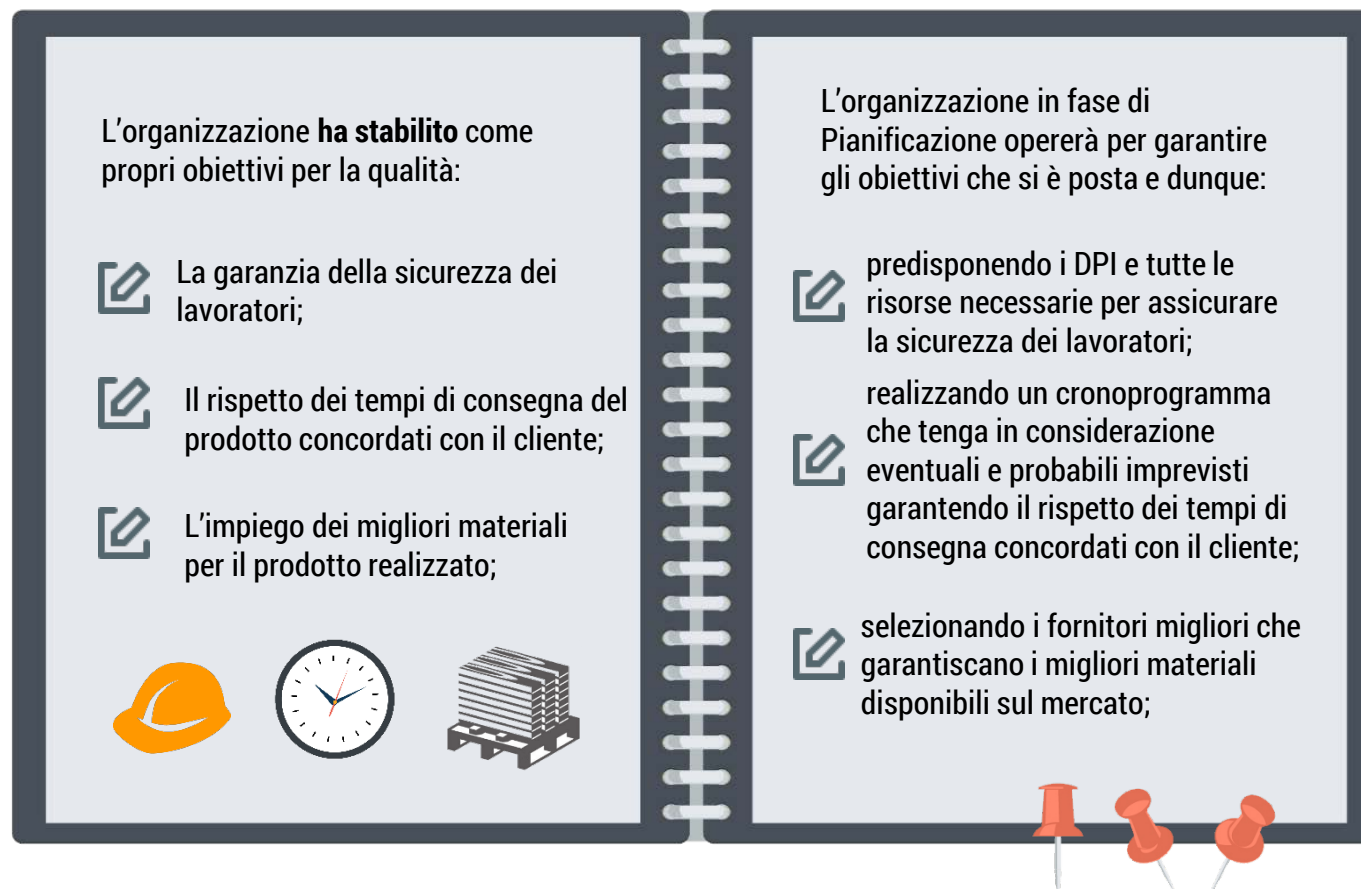 L'organizzazione ha stabilito come
propri obiettivi per la qualità:
La garanzia della sicurezza dei
lavoratori;
Il rispetto dei tempi di consegna del
prodotto concordati con il cliente;
L'impiego dei migliori materiali
per il prodotto realizzato;
L'organizzazione in fase di
Pianificazione opererà per garantire
gli obiettivi che si è posta e dunque:
predisponendo i DPI e tutte le
risorse necessarie per assicurare
la sicurezza dei lavoratori;
realizzando un cronoprogramma
che tenga in considerazione
eventuali e probabili imprevisti
garantendo il rispetto dei tempi di
consegna concordati con il cliente;
selezionando i fornitori migliori che
garantiscano i migliori materiali
disponibili sul mercato;